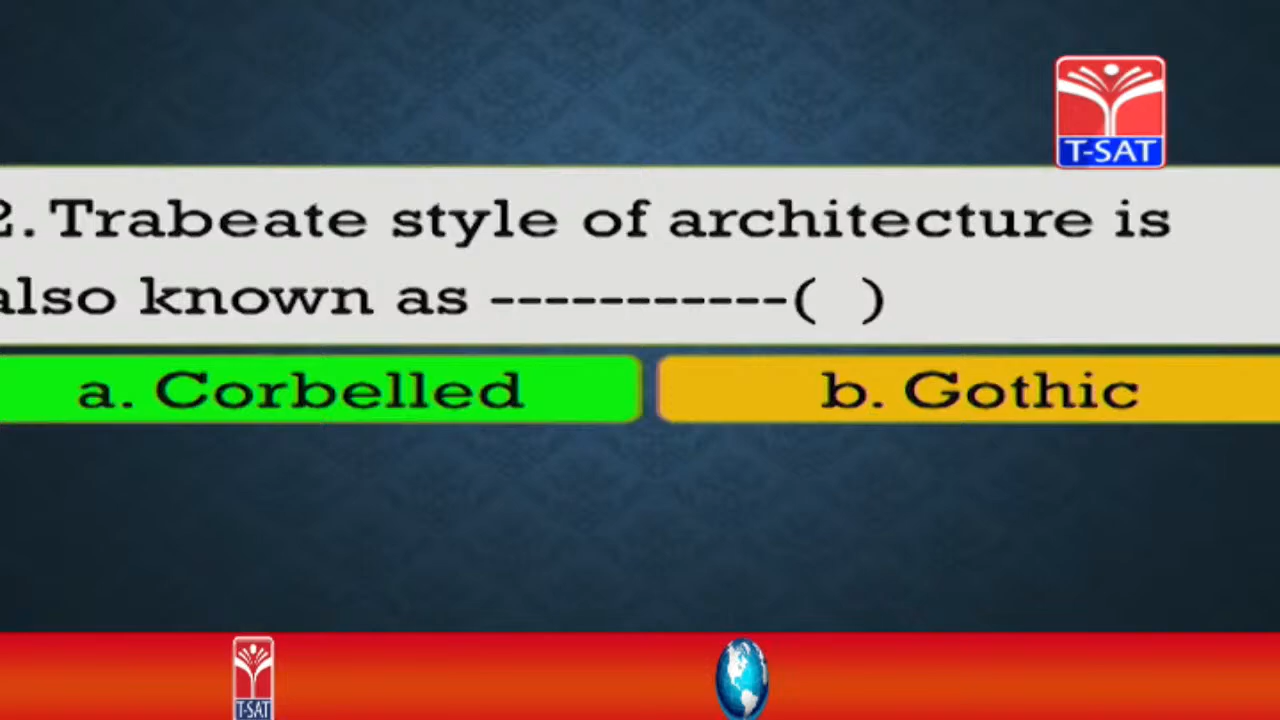 T-SAT
2. Trabeate style of architecture is
also known as -----------( )
a. Corbelled
b. Gothic
T-SAT